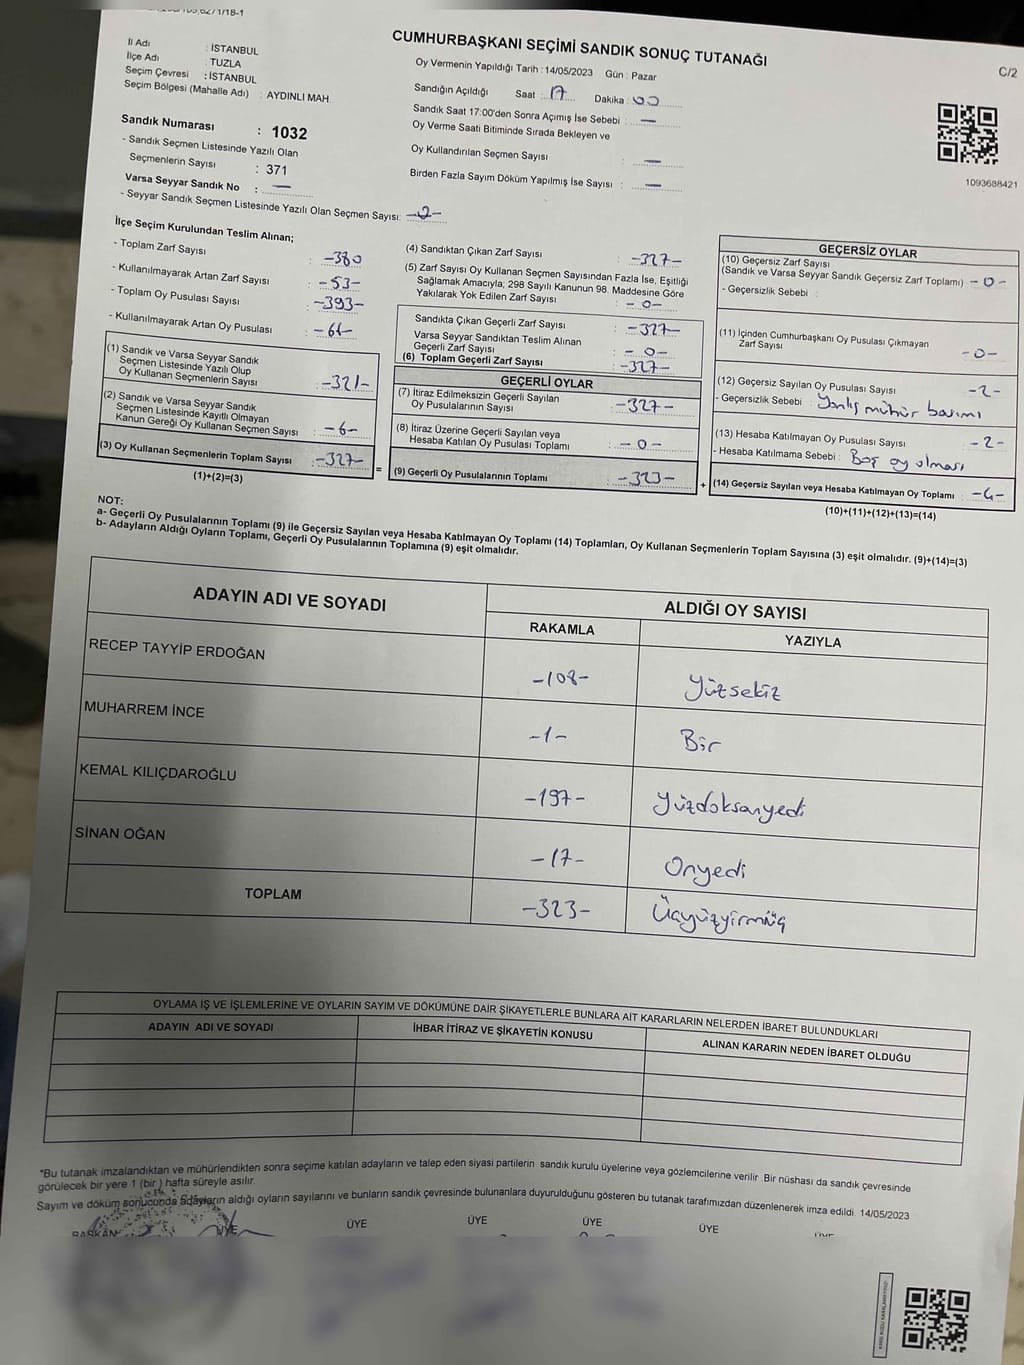 CUMHURBAŞKANI SEÇİMİ SANDIK SONUÇ TUTANAĞI
C/2
İl Adı : İSTANBUL
İlçe Adı : TUZLA
Seçim Çevresi : İSTANBUL
Seçim Bölgesi (Mahalle Adı) : AYDINLI MAH.
Sandık Numarası : 1032
- Sandık Seçmen Listesinde Yazılı Olan
Seçmenlerin Sayısı : 371
Varsa Seyyar Sandık No : —
- Seyyar Sandık Seçmen Listesinde Yazılı Olan Seçmen Sayısı: -0-
Oy Vermenin Yapıldığı Tarih : 14/05/2023 Gün : Pazar
Sandığın Açıldığı Saat : 17 Dakika : 00
Sandık Saat 17:00'den Sonra Açımış İse Sebebi : —
Oy Verme Saati Bitiminde Sırada Bekleyen ve
Oy Kullandırılan Seçmen Sayısı : —
Birden Fazla Sayım Döküm Yapılmış İse Sayısı : —
1093688421
İlçe Seçim Kurulundan Teslim Alınan;
- Toplam Zarf Sayısı : -380
- Kullanılmayarak Artan Zarf Sayısı : -53-
- Toplam Oy Pusulası Sayısı : -393-
- Kullanılmayarak Artan Oy Pusulası : -66-
(1) Sandık ve Varsa Seyyar Sandık
Seçmen Listesinde Yazılı Olup
Oy Kullanan Seçmenlerin Sayısı : -321-
(2) Sandık ve Varsa Seyyar Sandık
Seçmen Listesinde Kayıtlı Olmayan
Kanun Gereği Oy Kullanan Seçmen Sayısı : -6-
(3) Oy Kullanan Seçmenlerin Toplam Sayısı : -327-
(1)+(2)=(3)
=
(4) Sandıktan Çıkan Zarf Sayısı : -327-
(5) Zarf Sayısı Oy Kullanan Seçmen Sayısından Fazla İse, Eşitliği
Sağlamak Amacıyla; 298 Sayılı Kanunun 98. Maddesine Göre
Yakılarak Yok Edilen Zarf Sayısı : -0-
Sandıkta Çıkan Geçerli Zarf Sayısı : -327-
Varsa Seyyar Sandıktan Teslim Alınan
Geçerli Zarf Sayısı : -0-
(6) Toplam Geçerli Zarf Sayısı : -327-
GEÇERLİ OYLAR
(7) İtiraz Edilmeksizin Geçerli Sayılan
Oy Pusulalarının Sayısı : -327-
(8) İtiraz Üzerine Geçerli Sayılan veya
Hesaba Katılan Oy Pusulası Toplamı : -0-
(9) Geçerli Oy Pusulalarının Toplamı : -323-
+
GEÇERSİZ OYLAR
(10) Geçersiz Zarf Sayısı
(Sandık ve Varsa Seyyar Sandık Geçersiz Zarf Toplamı) -0-
- Geçersizlik Sebebi :
(11) İçinden Cumhurbaşkanı Oy Pusulası Çıkmayan
Zarf Sayısı -0-
(12) Geçersiz Sayılan Oy Pusulası Sayısı -2-
- Geçersizlik Sebebi : Yanlış mühür basımı
(13) Hesaba Katılmayan Oy Pusulası Sayısı -2-
- Hesaba Katılmama Sebebi : Boş oy olması
(14) Geçersiz Sayılan veya Hesaba Katılmayan Oy Toplamı : -4-
(10)+(11)+(12)+(13)=(14)
NOT:
a- Geçerli Oy Pusulalarının Toplamı (9) ile Geçersiz Sayılan veya Hesaba Katılmayan Oy Toplamı (14) Toplamları, Oy Kullanan Seçmenlerin Toplam Sayısına (3) eşit olmalıdır. (9)+(14)=(3)
b- Adayların Aldığı Oyların Toplamı, Geçerli Oy Pusulalarının Toplamına (9) eşit olmalıdır.
ADAYIN ADI VE SOYADI
ALDIĞI OY SAYISI
RAKAMLA YAZIYLA
RECEP TAYYİP ERDOĞAN -108- Yüzsekiz
MUHARREM İNCE -1- Bir
KEMAL KILIÇDAROĞLU -197- Yüzdoksanyedi
SİNAN OĞAN -17- Onyedi
TOPLAM -323- Üçyüzyirmiüç
OYLAMA İŞ VE İŞLEMLERİNE VE OYLARIN SAYIM VE DÖKÜMÜNE DAİR ŞİKAYETLERLE BUNLARA AİT KARARLARIN NELERDEN İBARET BULUNDUKLARI
ADAYIN ADI VE SOYADI İHBAR İTİRAZ VE ŞİKAYETİN KONUSU ALINAN KARARIN NEDEN İBARET OLDUĞU
*Bu tutanak imzalandıktan ve mühürlendikten sonra seçime katılan adayların ve talep eden siyasi partilerin sandık kurulu üyelerine veya gözlemcilerine verilir. Bir nüshası da sandık çevresinde
görülecek bir yere 1 (bir ) hafta süreyle asılır.
Sayım ve döküm sonucunda adayların aldığı oyların sayılarını ve bunların sandık çevresinde bulunanlara duyurulduğunu gösteren bu tutanak tarafımızdan düzenlenerek imza edildi 14/05/2023
BAŞKAN ÜYE ÜYE ÜYE ÜYE ÜYE ÜYE